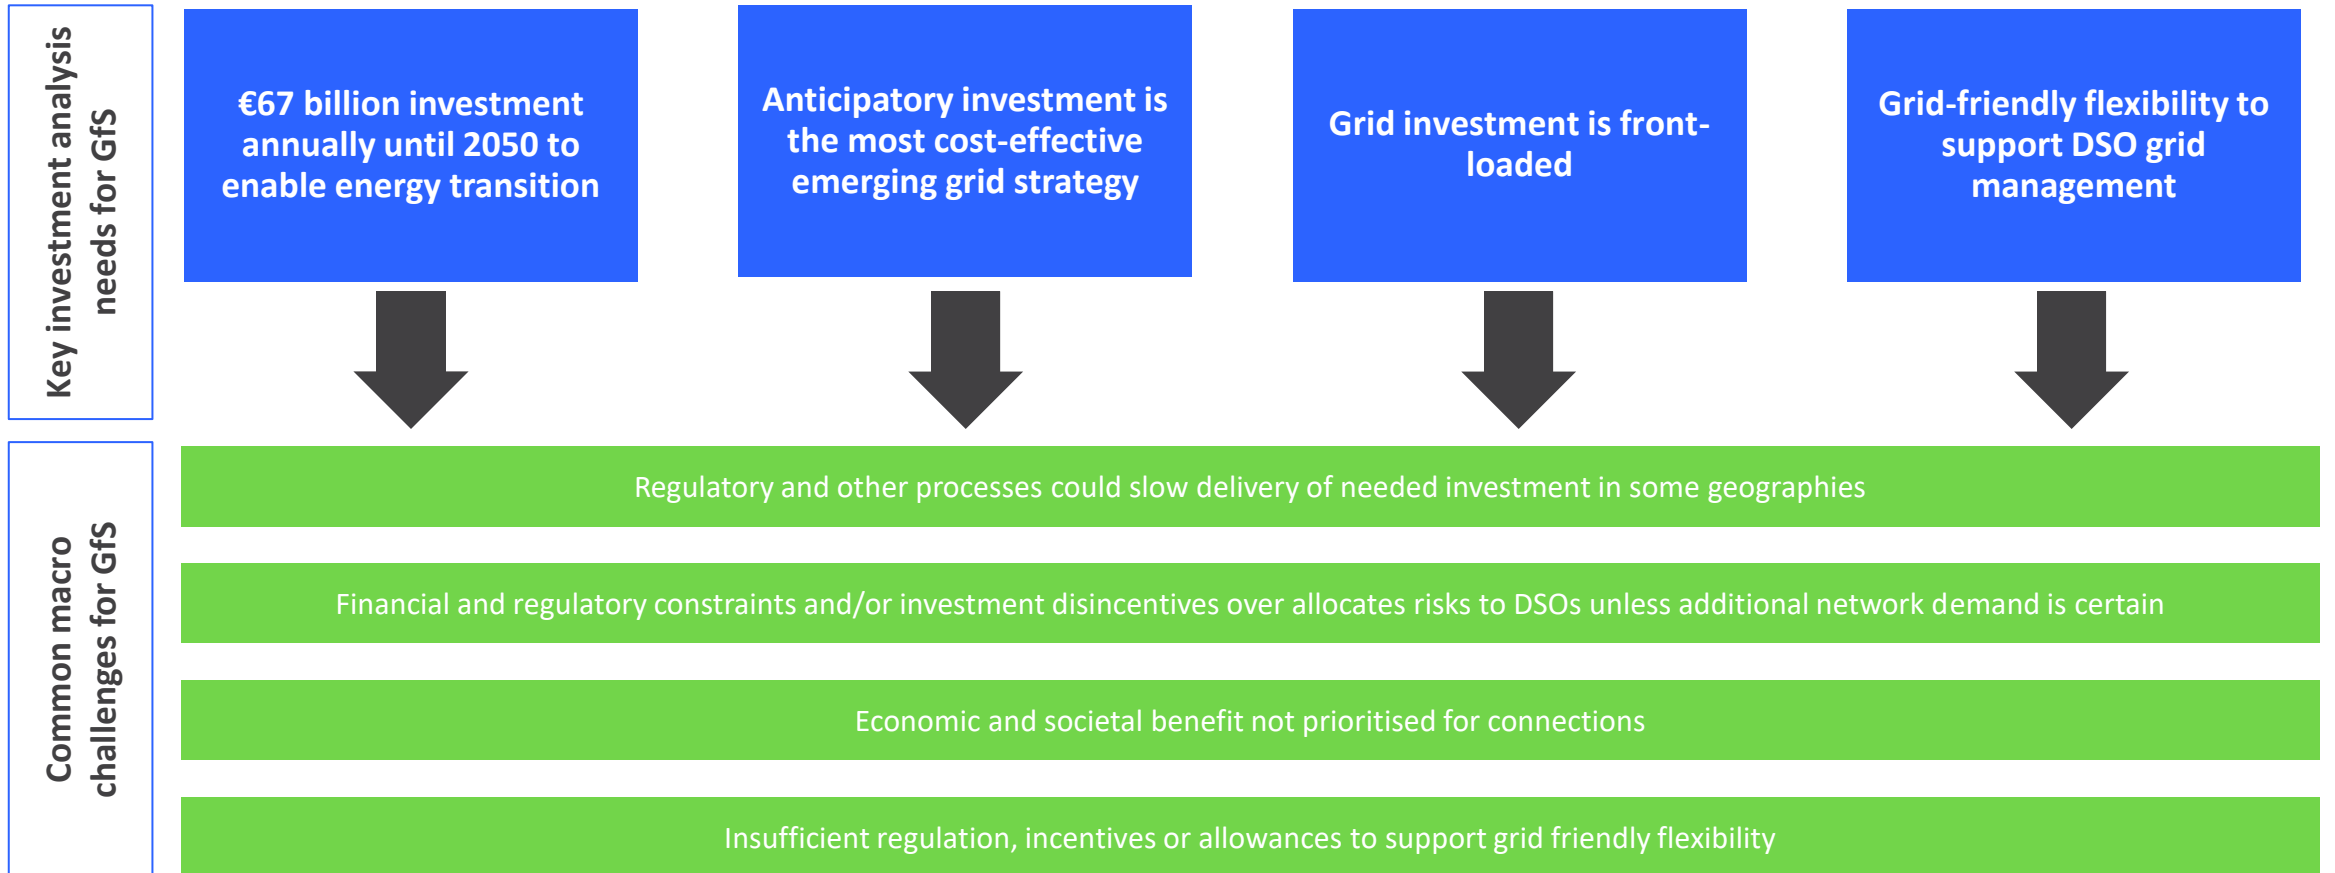 Key investment analysis
needs for GfS
€67 billion investment
annually until 2050 to
enable energy transition
Anticipatory investment is
the most cost-effective
emerging grid strategy
Grid investment is front-
loaded
Grid-friendly flexibility to
support DSO grid
management
Common macro
challenges for GfS
Regulatory and other processes could slow delivery of needed investment in some geographies
Financial and regulatory constraints and/or investment disincentives over allocates risks to DSOs unless additional network demand is certain
Economic and societal benefit not prioritised for connections
Insufficient regulation, incentives or allowances to support grid friendly flexibility